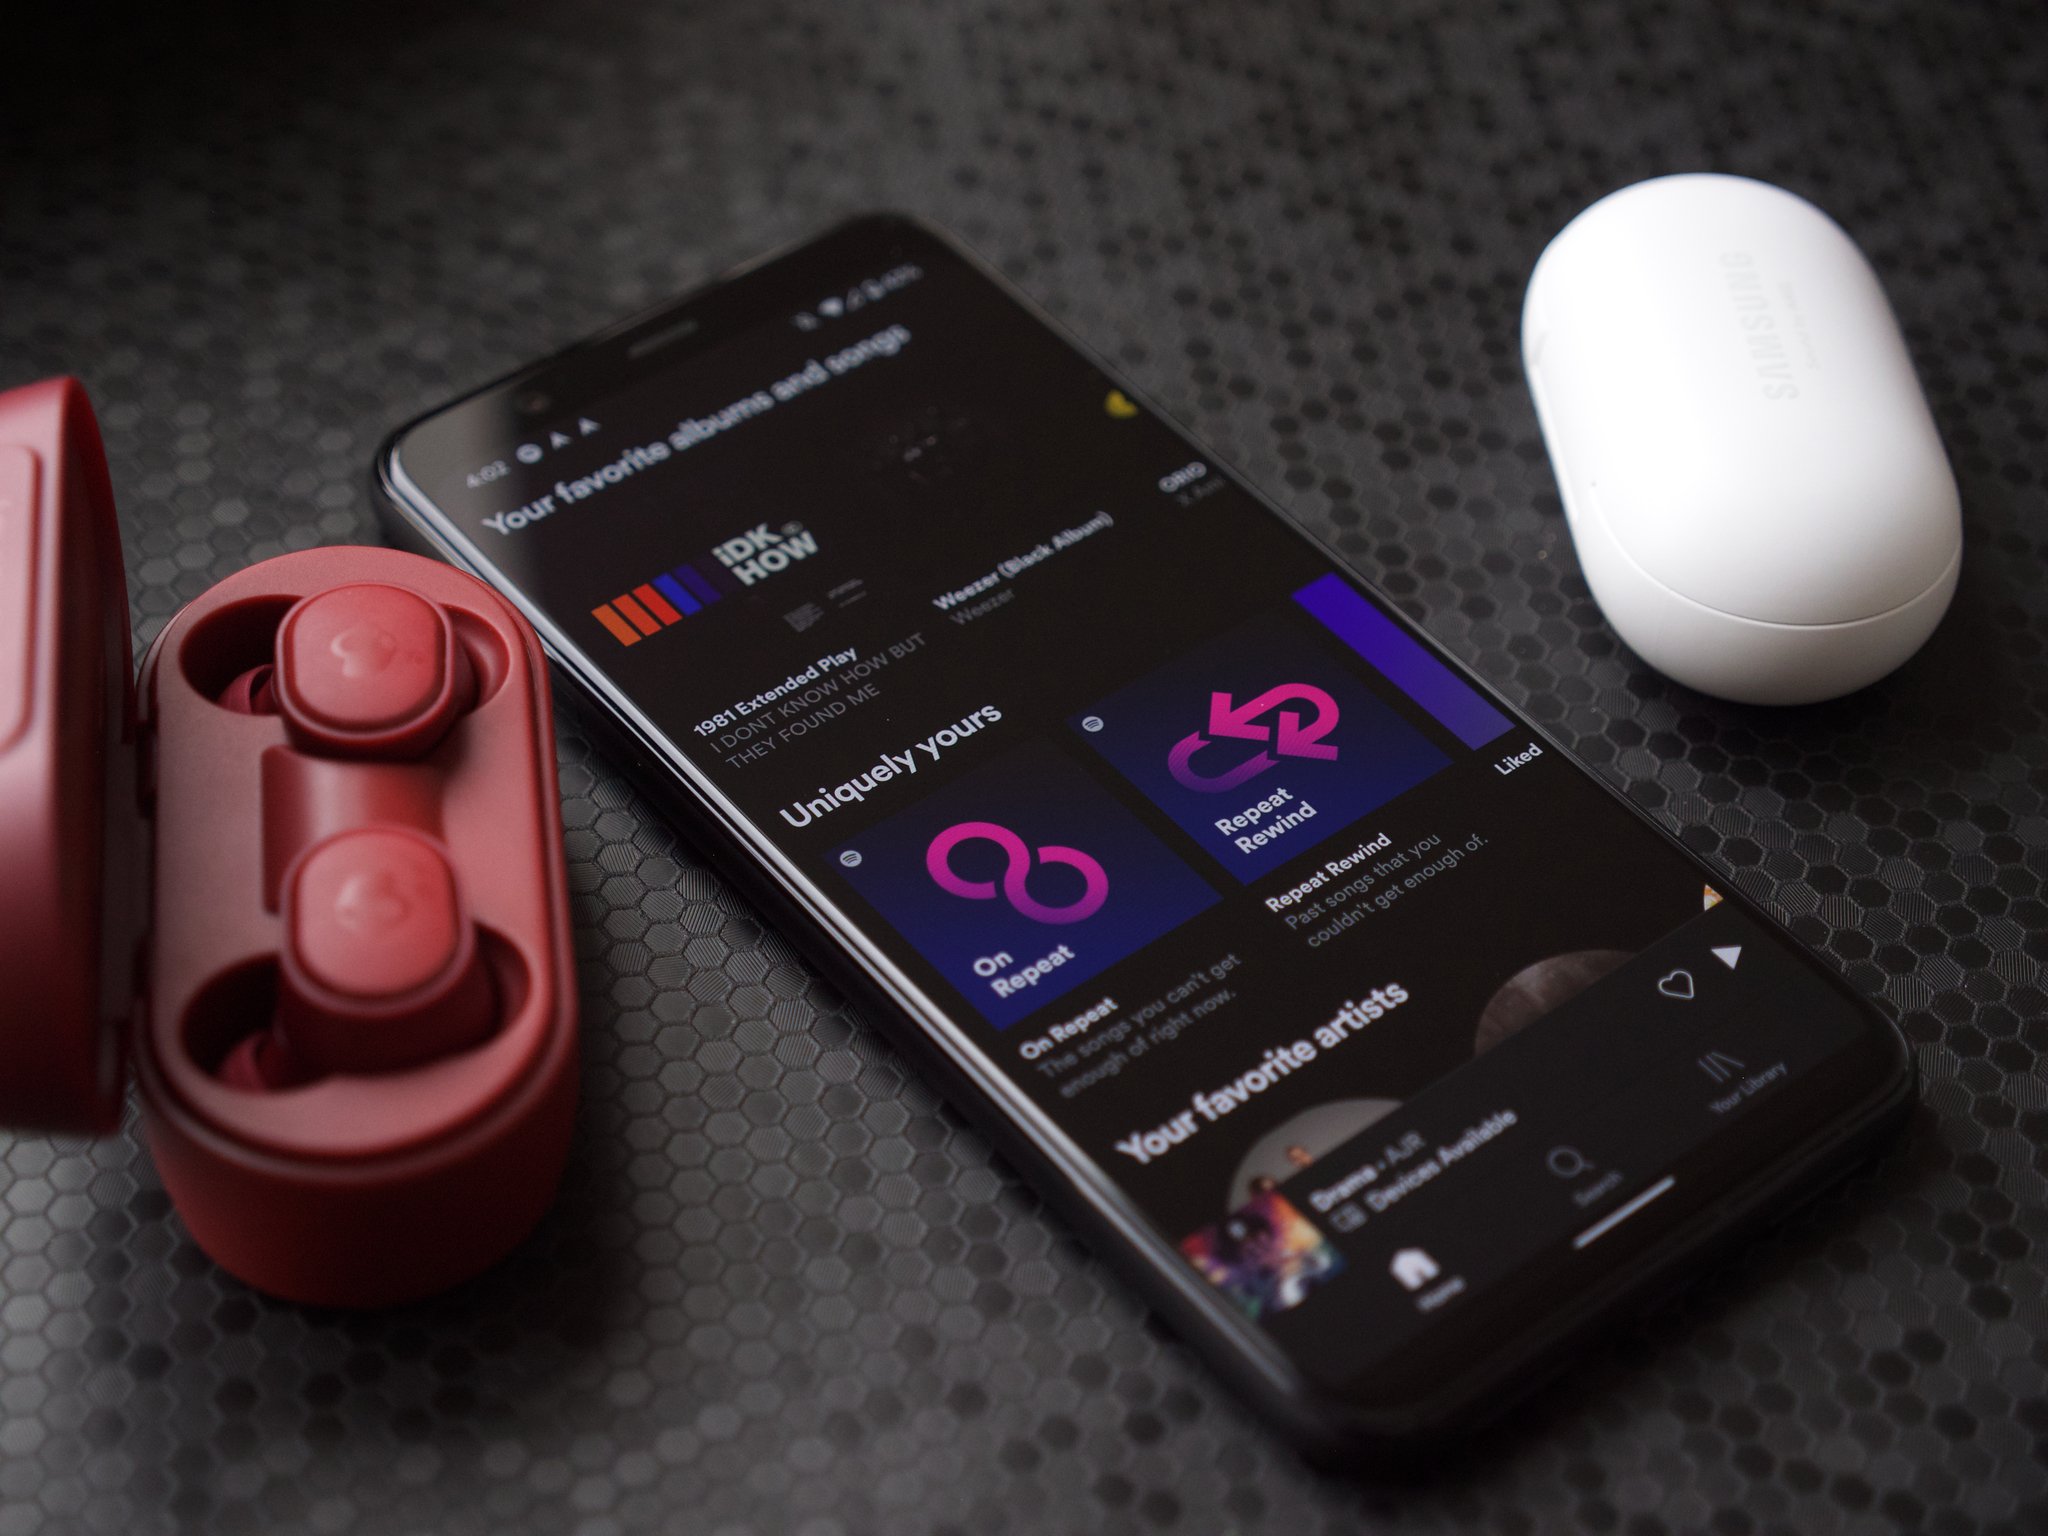 4:02
Your favorite albums and songs
iDK
HOW
1981 Extended Play
I DONT KNOW HOW BUT
THEY FOUND ME
Weezer (Black Album)
Weezer
Uniquely yours
On
Repeat
On Repeat
The songs you can't get
enough of right now.
Repeat
Rewind
Repeat Rewind
Past songs that you
couldn't get enough of.
Liked
Your favorite artists
Drama • AJR
Devices Available
Home
Search
Your Library
SAMSUNG
Sound by AKG